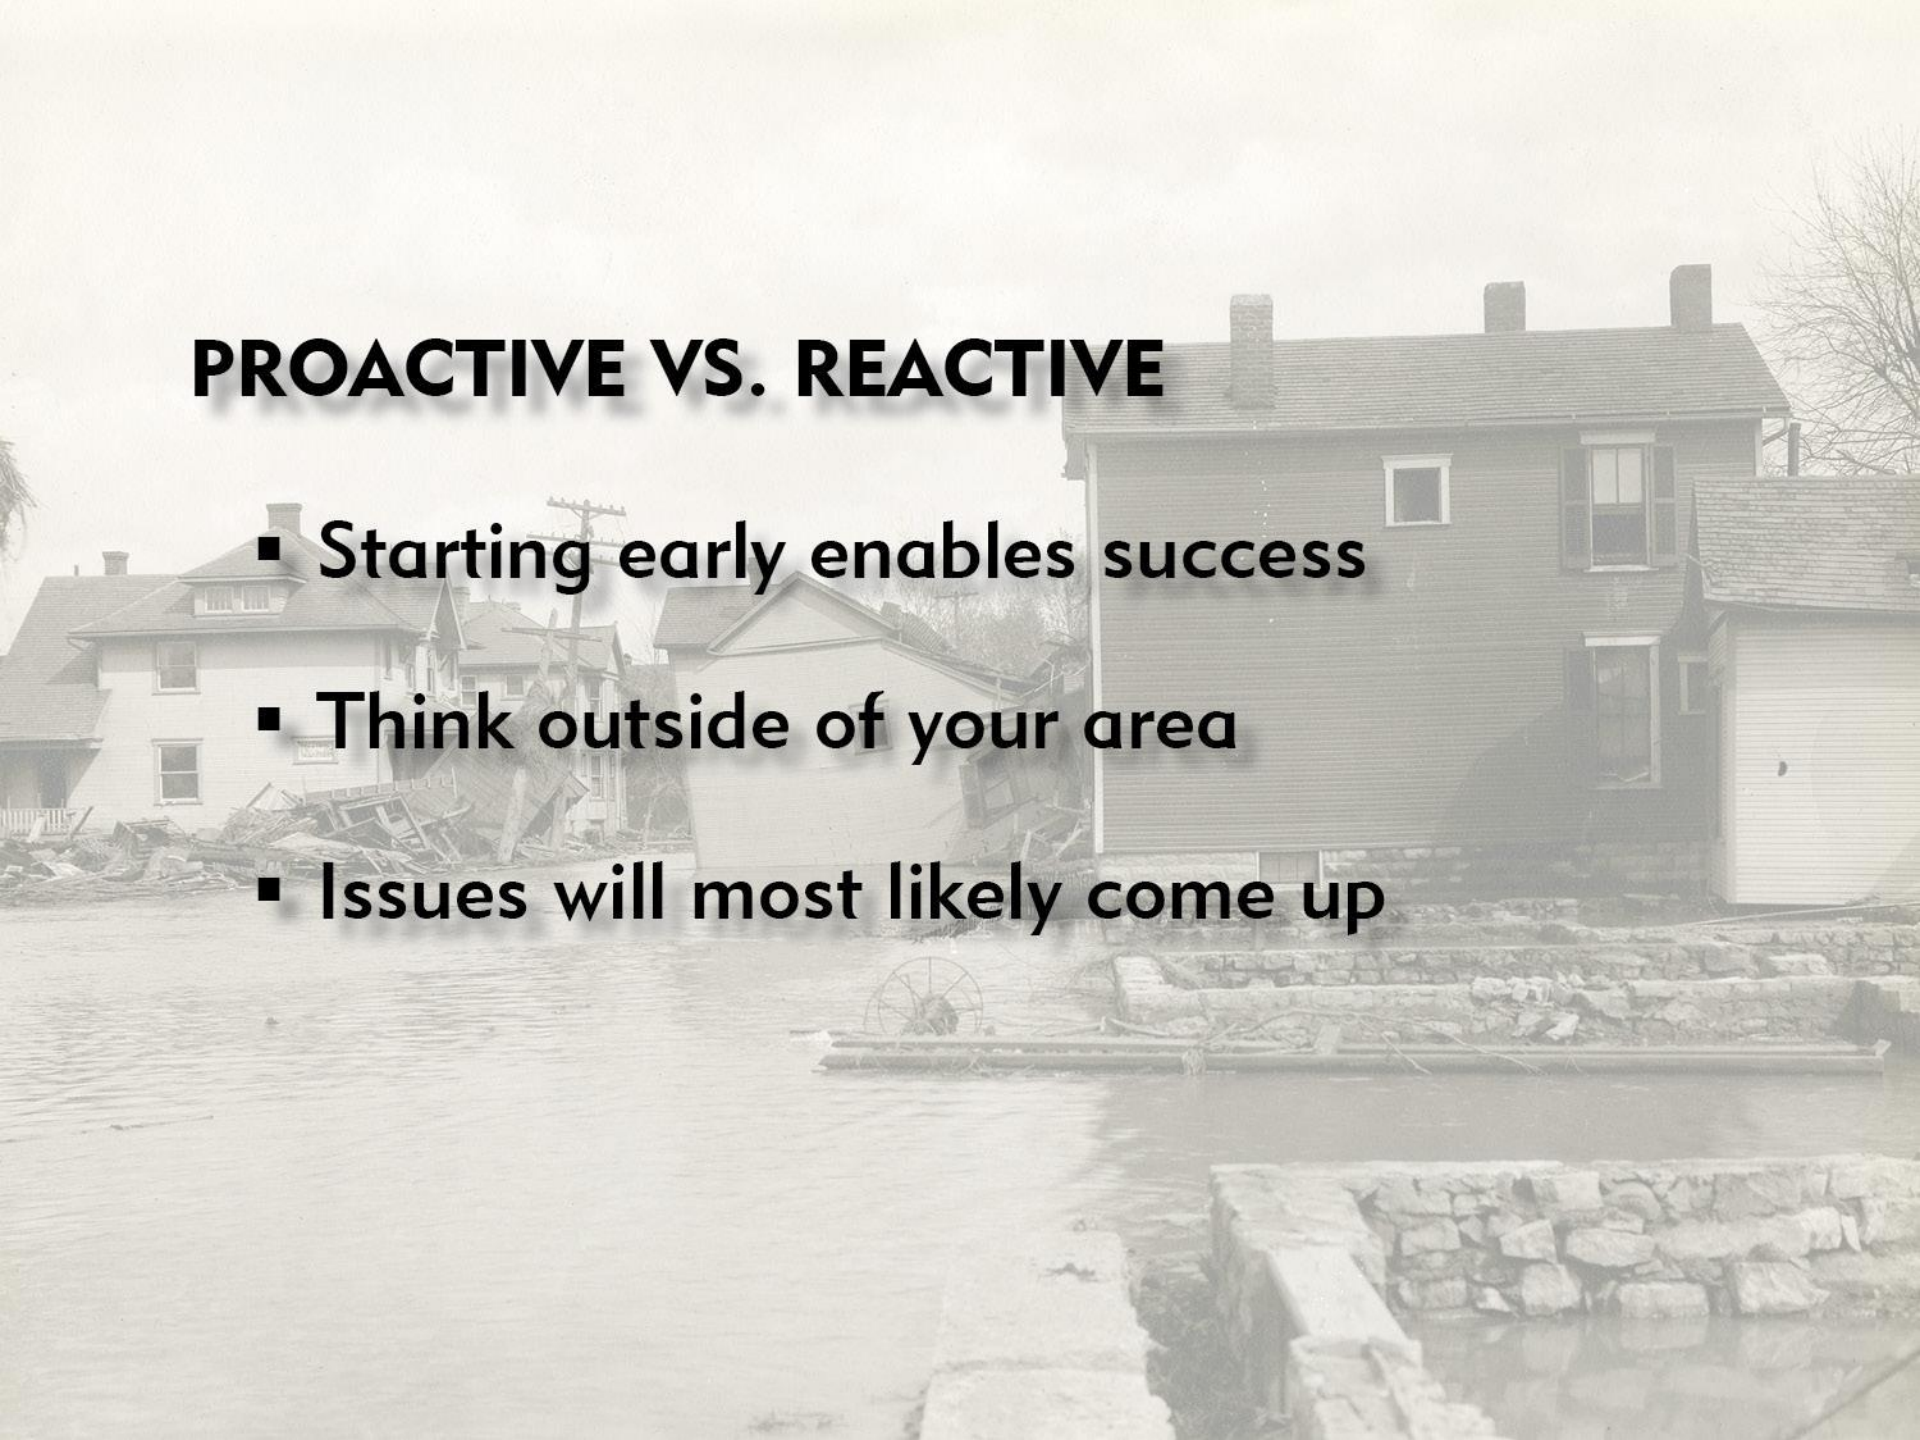 PROACTIVE VS. REACTIVE
▪ Starting early enables success
▪ Think outside of your area
▪ Issues will most likely come up